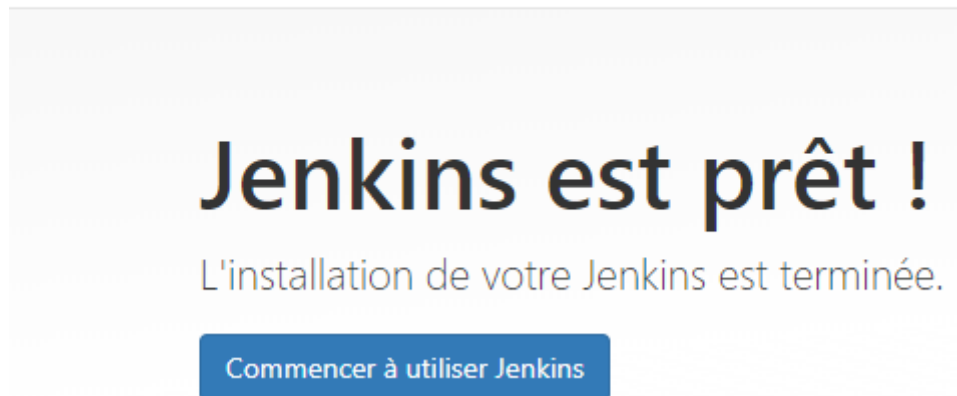 Jenkins est prêt !
L'installation de votre Jenkins est terminée.
Commencer à utiliser Jenkins